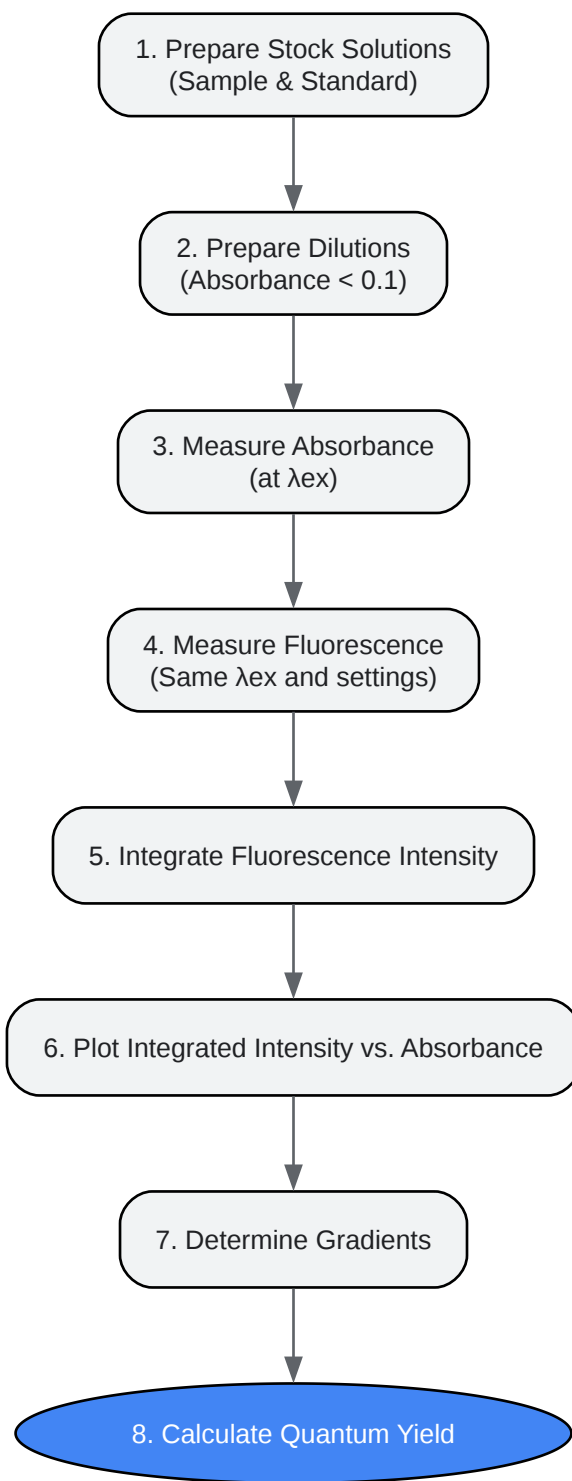 1. Prepare Stock Solutions
(Sample & Standard)
2. Prepare Dilutions
(Absorbance < 0.1)
3. Measure Absorbance
(at λex)
4. Measure Fluorescence
(Same λex and settings)
5. Integrate Fluorescence Intensity
6. Plot Integrated Intensity vs. Absorbance
7. Determine Gradients
8. Calculate Quantum Yield